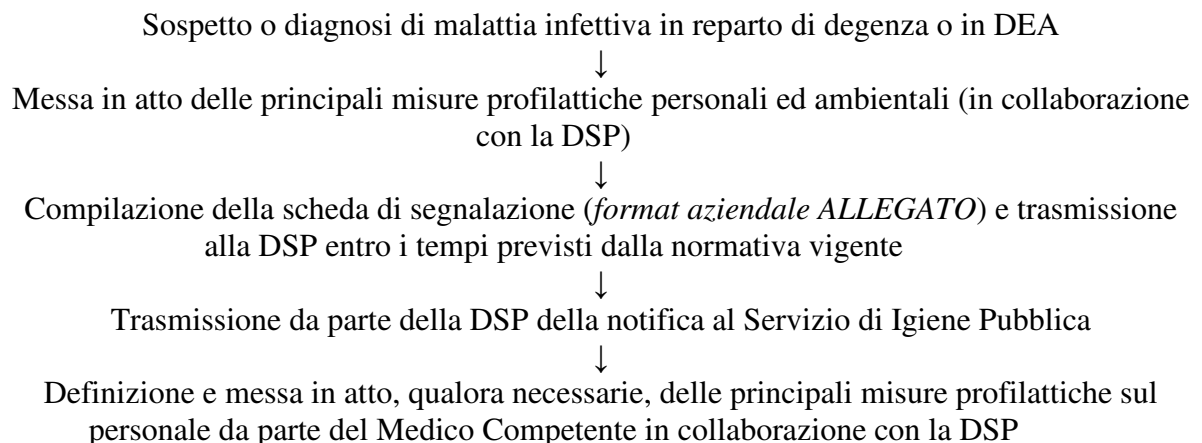 Sospetto o diagnosi di malattia infettiva in reparto di degenza o in DEA
↓
Messa in atto delle principali misure profilattiche personali ed ambientali (in collaborazione
con la DSP)
↓
Compilazione della scheda di segnalazione (format aziendale ALLEGATO) e trasmissione
alla DSP entro i tempi previsti dalla normativa vigente
↓
Trasmissione da parte della DSP della notifica al Servizio di Igiene Pubblica
↓
Definizione e messa in atto, qualora necessarie, delle principali misure profilattiche sul
personale da parte del Medico Competente in collaborazione con la DSP